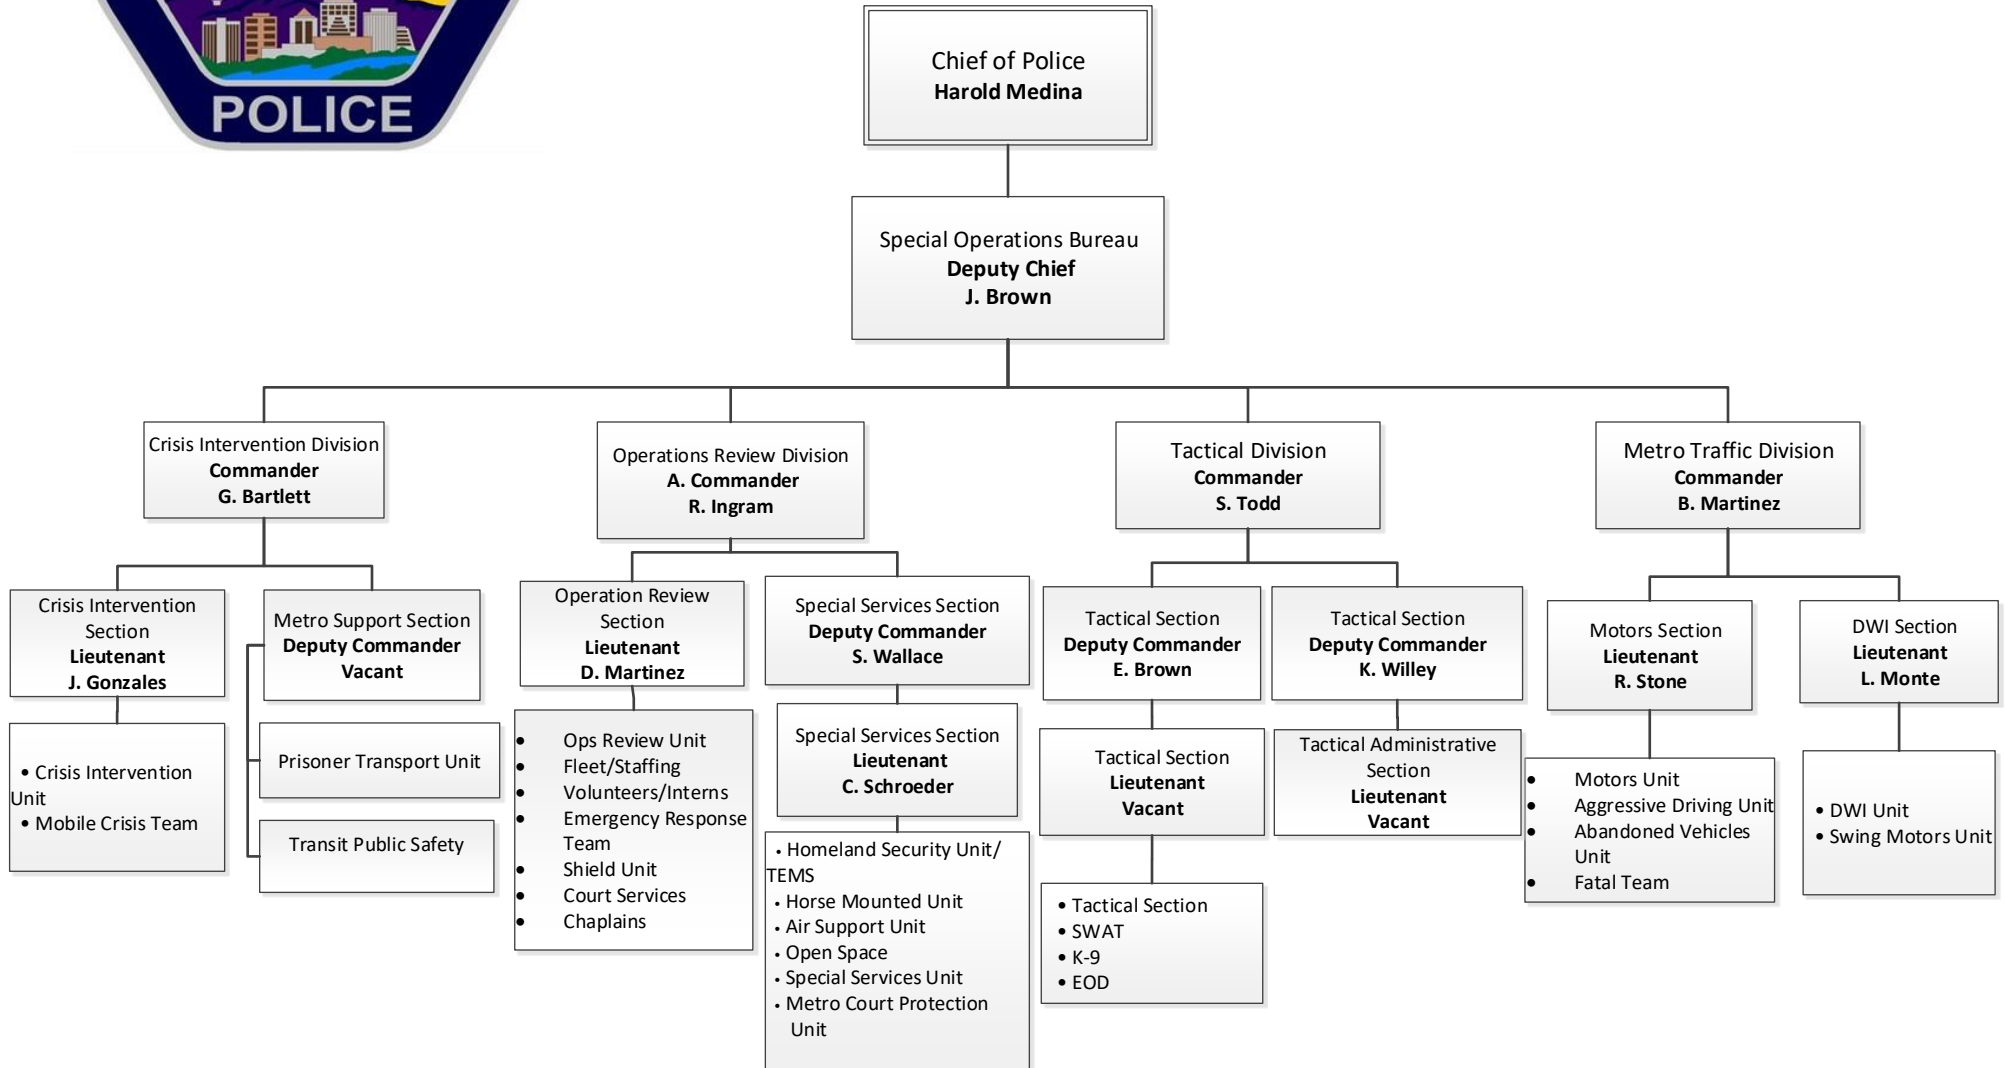 POLICE
Chief of Police
Harold Medina
Special Operations Bureau
Deputy Chief
J. Brown
Crisis Intervention Division
Commander
G. Bartlett
Operations Review Division
A. Commander
R. Ingram
Tactical Division
Commander
S. Todd
Metro Traffic Division
Commander
B. Martinez
Crisis Intervention
Section
Lieutenant
J. Gonzales
Metro Support Section
Deputy Commander
Vacant
Operation Review
Section
Lieutenant
D. Martinez
Special Services Section
Deputy Commander
S. Wallace
Tactical Section
Deputy Commander
E. Brown
Tactical Section
Deputy Commander
K. Willey
Motors Section
Lieutenant
R. Stone
DWI Section
Lieutenant
L. Monte
• Crisis Intervention
Unit
• Mobile Crisis Team
Prisoner Transport Unit
Transit Public Safety
• Ops Review Unit
• Fleet/Staffing
• Volunteers/Interns
• Emergency Response
Team
• Shield Unit
• Court Services
• Chaplains
Special Services Section
Lieutenant
C. Schroeder
• Homeland Security Unit/
TEMS
• Horse Mounted Unit
• Air Support Unit
• Open Space
• Special Services Unit
• Metro Court Protection
Unit
Tactical Section
Lieutenant
Vacant
• Tactical Section
• SWAT
• K-9
• EOD
Tactical Administrative
Section
Lieutenant
Vacant
• Motors Unit
• Aggressive Driving Unit
• Abandoned Vehicles
Unit
• Fatal Team
• DWI Unit
• Swing Motors Unit